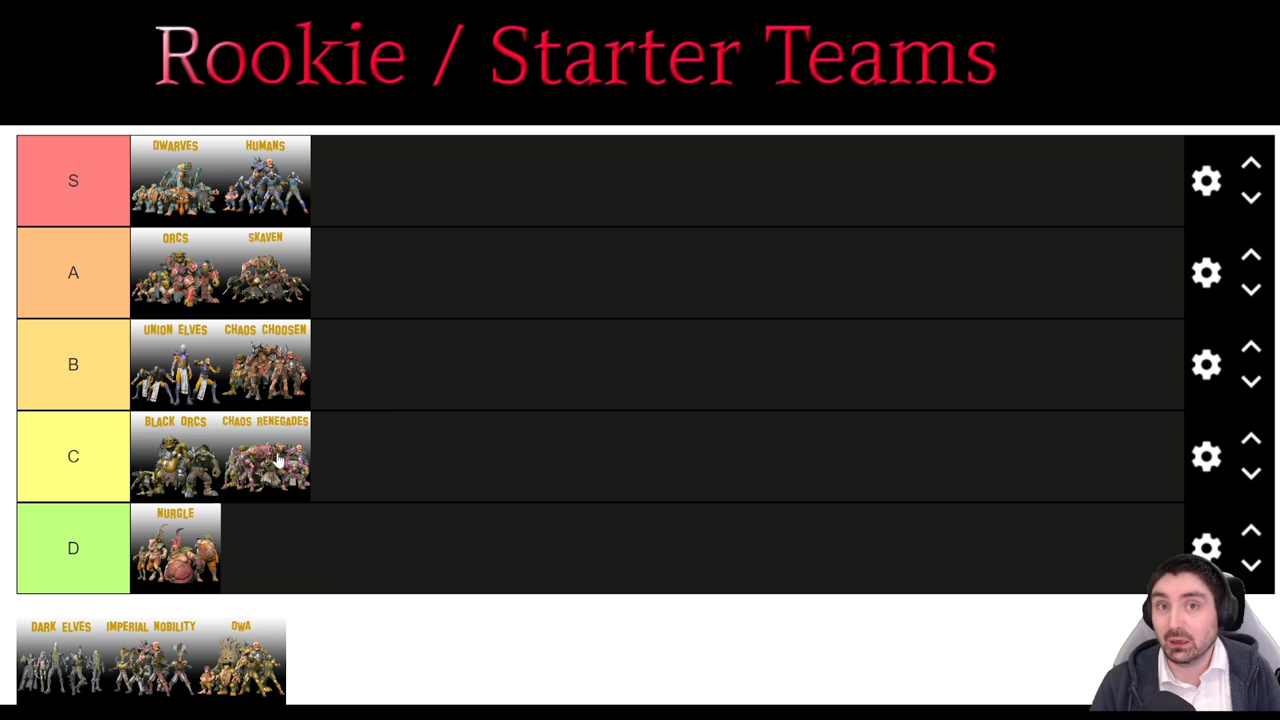 Rookie / Starter Teams
S
DWARVES HUMANS
A
ORCS SKAVEN
B
UNION ELVES CHAOS CHOOSEN
C
BLACK ORCS CHAOS RENEGADES
D
NURGLE
DARK ELVES IMPERIAL NOBILITY OWA